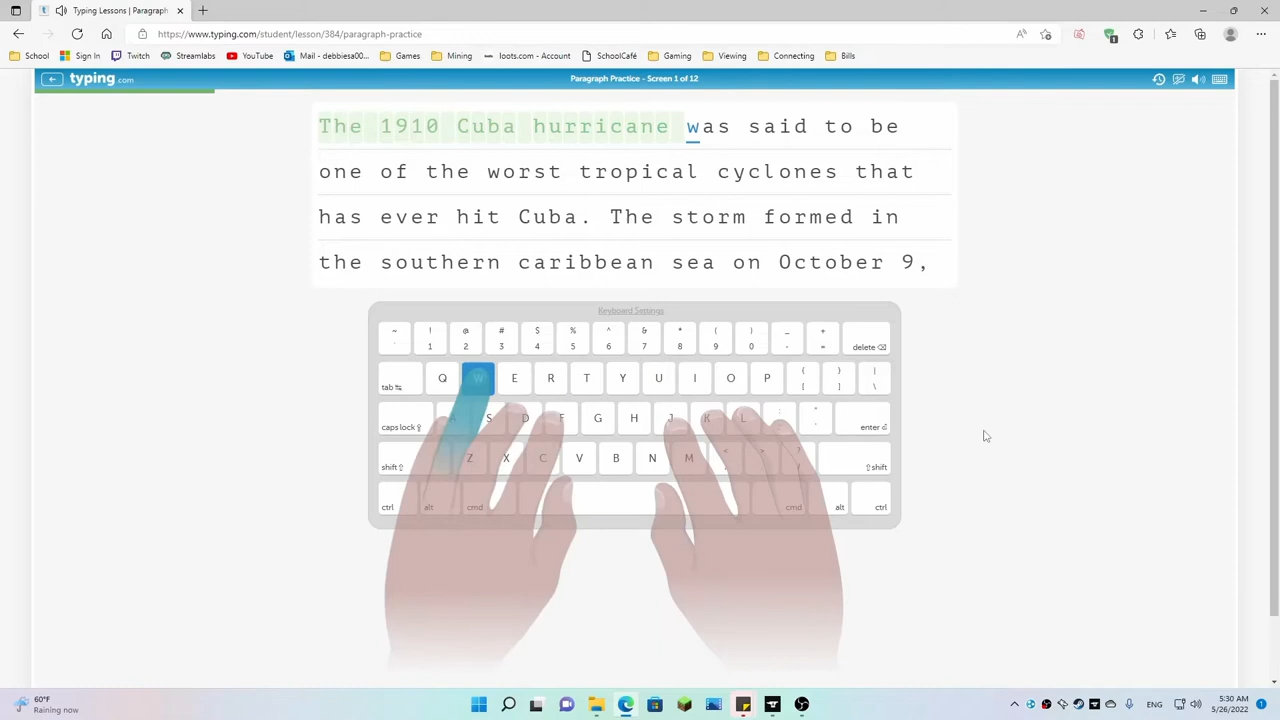 Typing Lessons | Paragraph
https://www.typing.com/student/lesson/384/paragraph-practice
School Sign In Twitch Streamlabs YouTube Mail - debbiesa00... Games Mining loots.com - Account SchoolCafé Gaming Viewing Connecting Bills
typing.com
Paragraph Practice - Screen 1 of 12
The 1910 Cuba hurricane was said to be
one of the worst tropical cyclones that
has ever hit Cuba. The storm formed in
the southern caribbean sea on October 9,
Keyboard Settings
~ ! @ # $ % ^ & * ( ) _ +
` 1 2 3 4 5 6 7 8 9 0 - = delete
tab Q W E R T Y U I O P { [ } ] | \
caps lock A S D F G H J K L : ; " ' enter
shift Z X C V B N M < > ? / shift
ctrl alt cmd cmd alt ctrl
60°F
Raining now
ENG
5:30 AM
5/26/2022